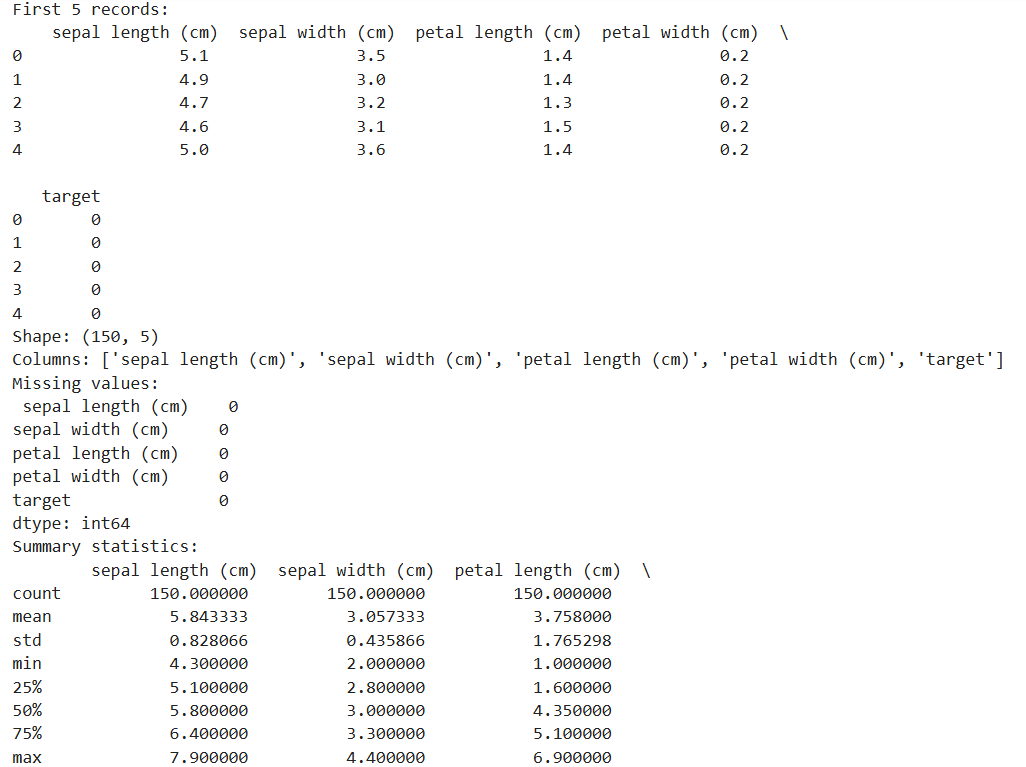 First 5 records:
    sepal length (cm)  sepal width (cm)  petal length (cm)  petal width (cm)  \
0                5.1               3.5                1.4               0.2
1                4.9               3.0                1.4               0.2
2                4.7               3.2                1.3               0.2
3                4.6               3.1                1.5               0.2
4                5.0               3.6                1.4               0.2

   target
0       0
1       0
2       0
3       0
4       0
Shape: (150, 5)
Columns: ['sepal length (cm)', 'sepal width (cm)', 'petal length (cm)', 'petal width (cm)', 'target']
Missing values:
 sepal length (cm)    0
sepal width (cm)     0
petal length (cm)    0
petal width (cm)     0
target               0
dtype: int64
Summary statistics:
        sepal length (cm)  sepal width (cm)  petal length (cm)  \
count         150.000000        150.000000         150.000000
mean            5.843333          3.057333           3.758000
std             0.828066          0.435866           1.765298
min             4.300000          2.000000           1.000000
25%             5.100000          2.800000           1.600000
50%             5.800000          3.000000           4.350000
75%             6.400000          3.300000           5.100000
max             7.900000          4.400000           6.900000